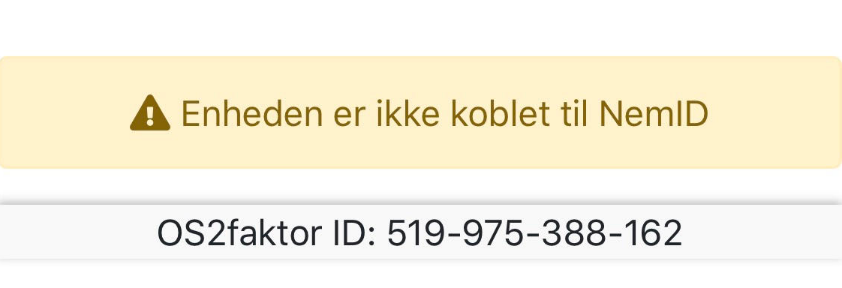 Enheden er ikke koblet til NemID
OS2faktor ID: 519-975-388-162